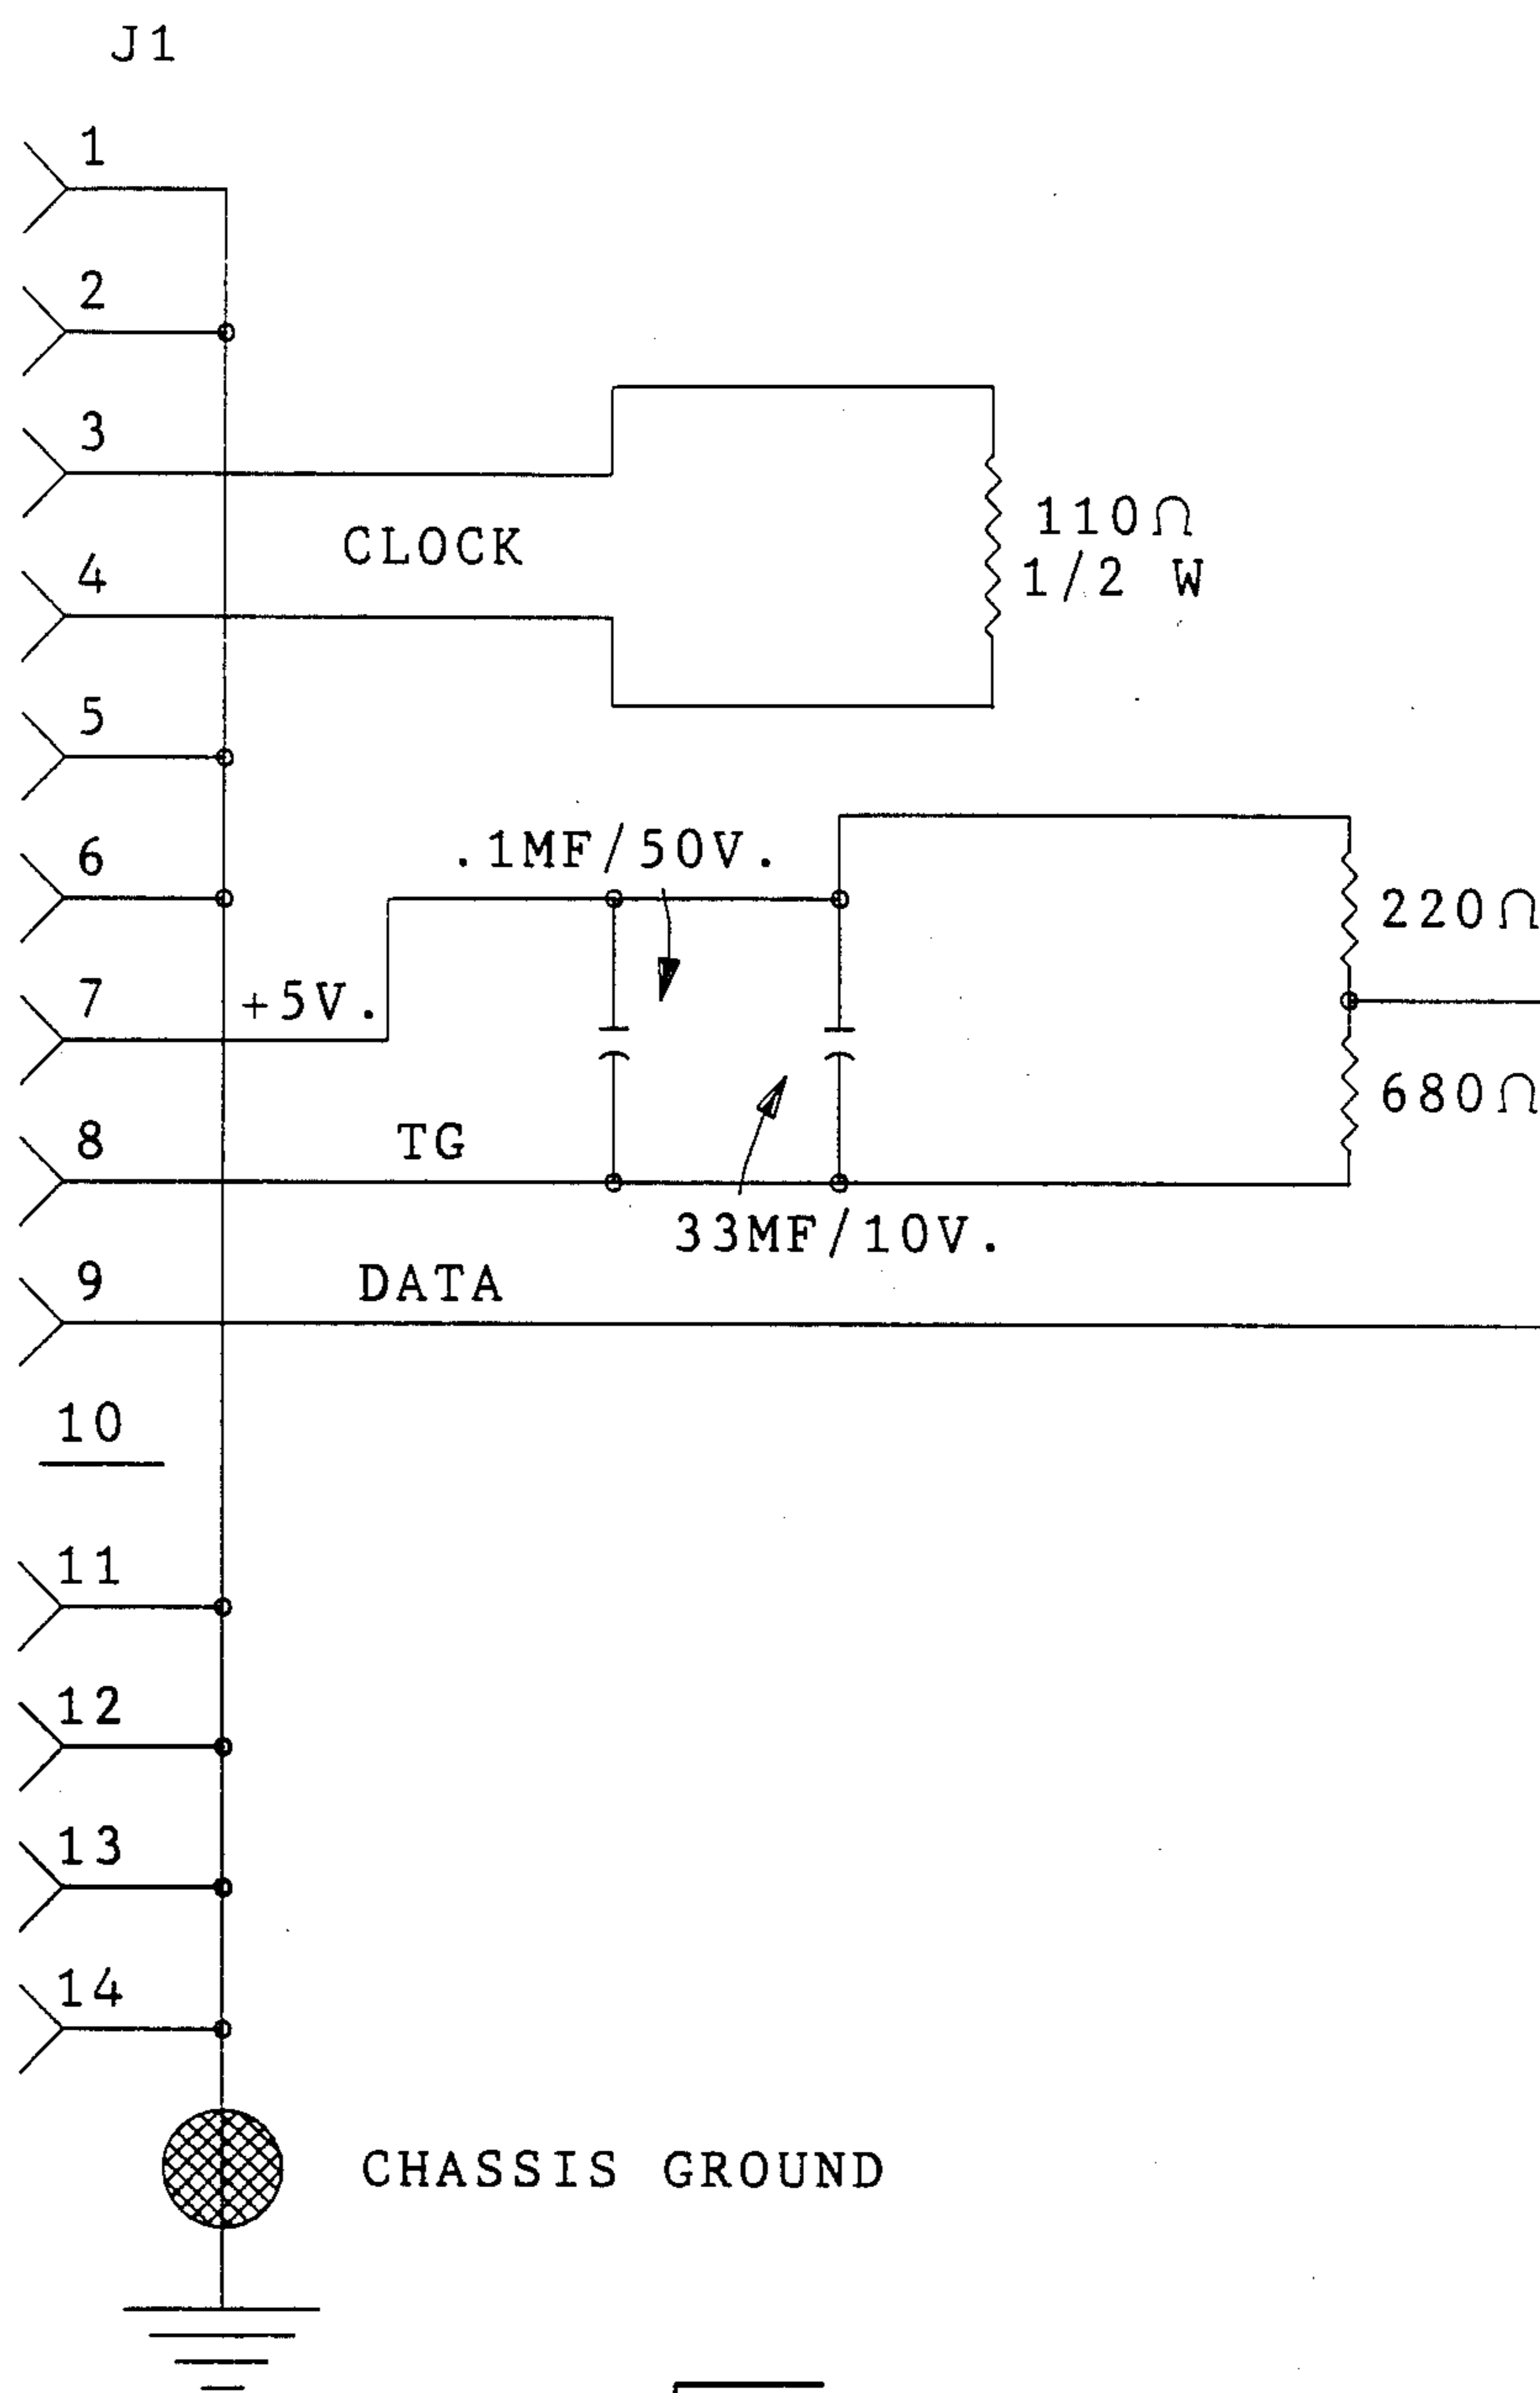 J1
1
2
3
CLOCK
110Ω
1/2 W
4
5
6
.1MF/50V.
220Ω
7
+5V.
680Ω
8
TG
33MF/10V.
9
DATA
10
11
12
13
14
CHASSIS GROUND